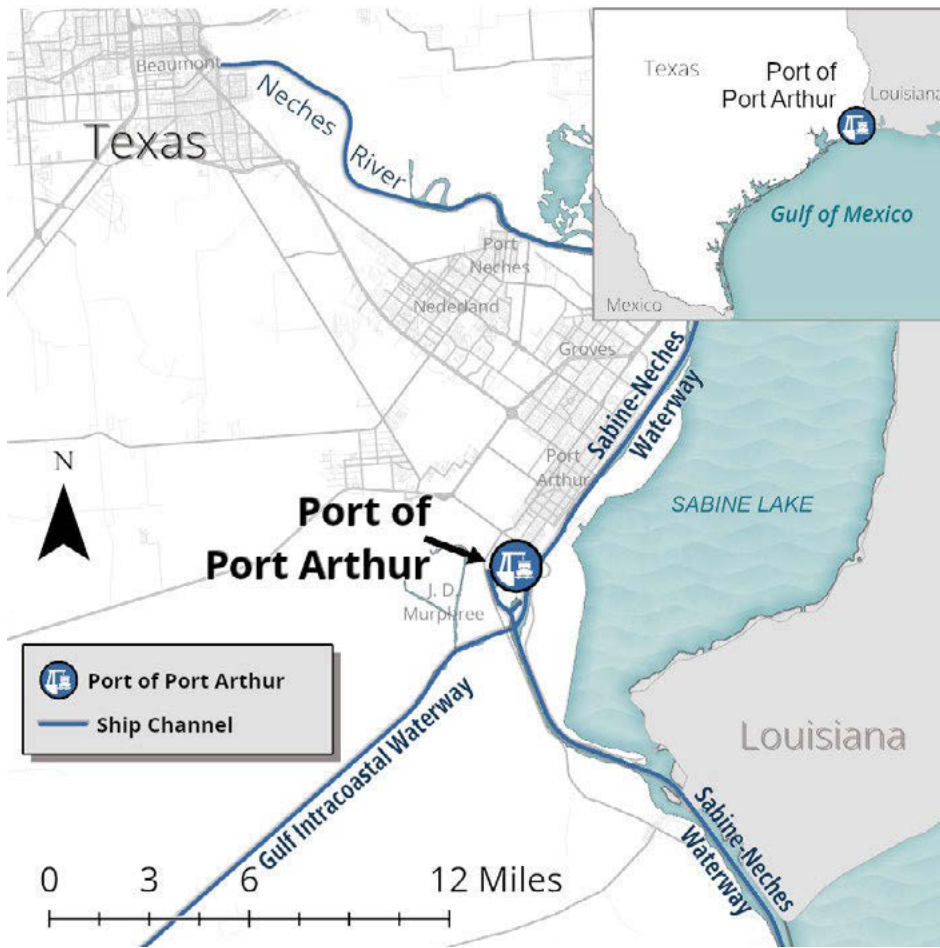 Beaumont
Texas
Neches
River
Port
Neches
Nederland
Groves
Sabine-Neches
Waterway
Port
Arthur
Port of
Port Arthur
N
J. D.
Murphree
SABINE LAKE
Louisiana
Gulf Intracoastal Waterway
Sabine-Neches
Waterway
Port of Port Arthur
Ship Channel
0 3 6 12 Miles
Texas
Port of
Port Arthur
Louisiana
Gulf of Mexico
Mexico